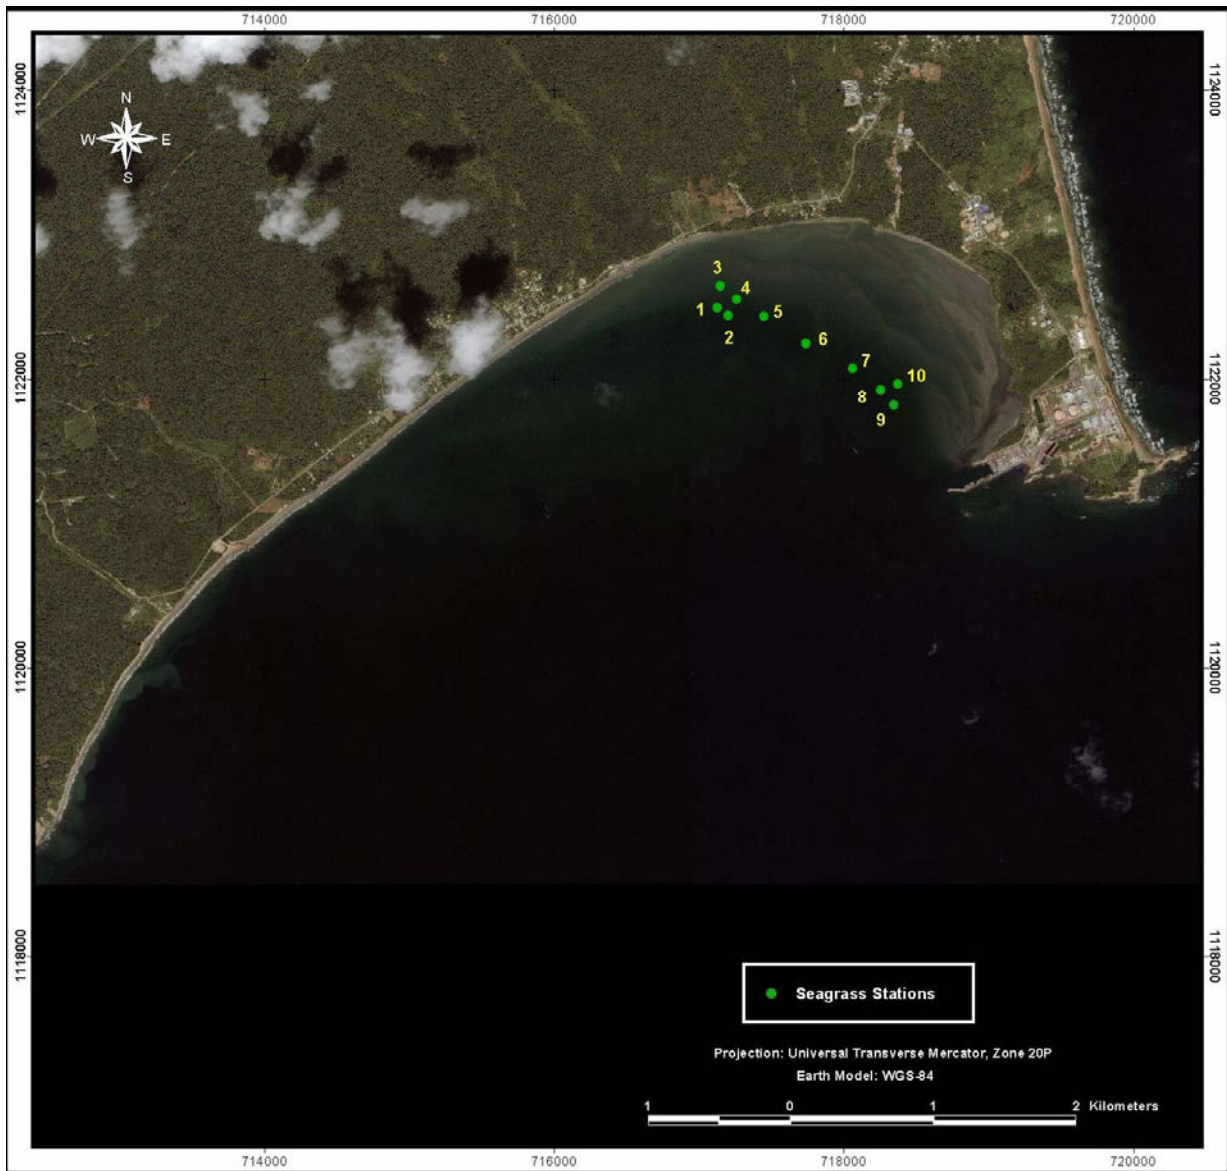 714000 716000 718000 720000
1124000 1124000
N
W E
S
3
4
1
5
2
6
7
10
8
9
1122000 1122000
1120000 1120000
1118000 1118000
Seagrass Stations
Projection: Universal Transverse Mercator, Zone 20P
Earth Model: WGS-84
1 0 1 2 Kilometers
714000 716000 718000 720000